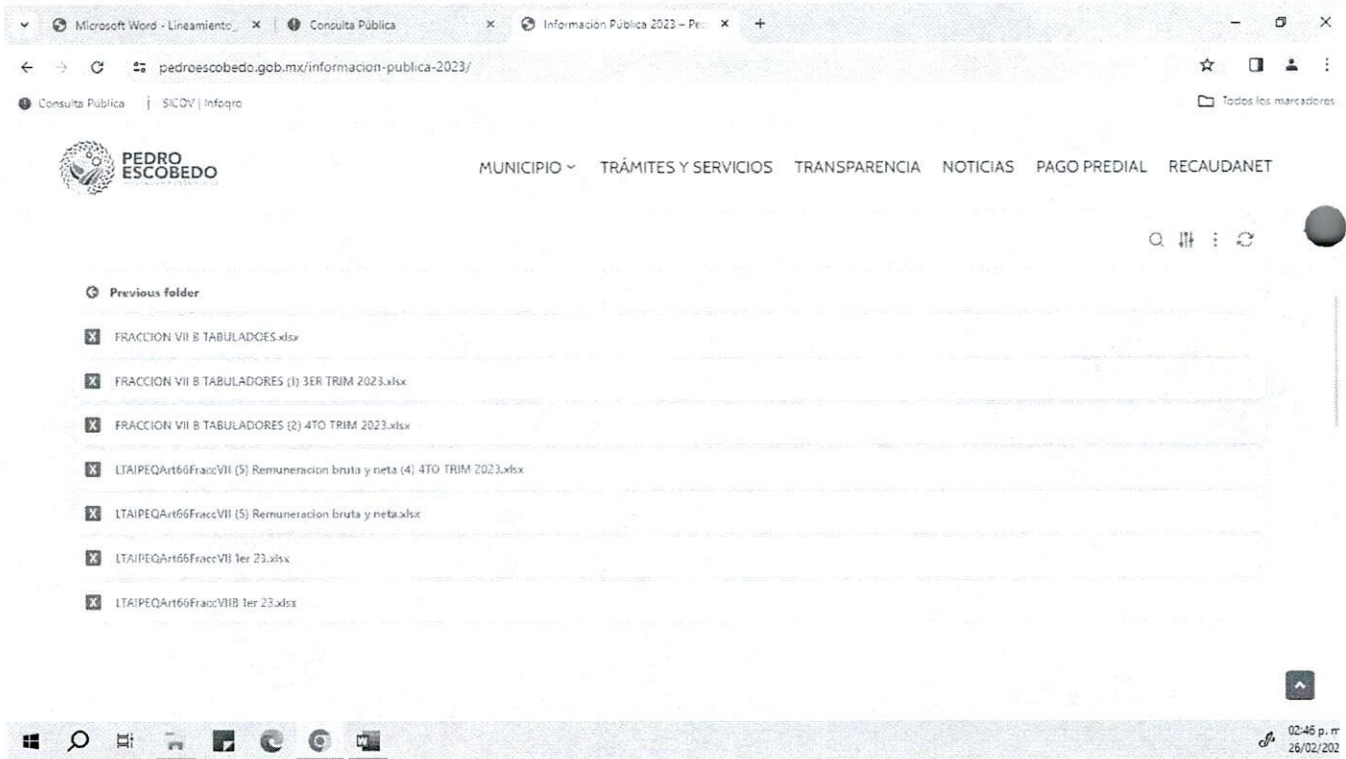 Microsoft Word - Lineamiento_ Consulta Pública Información Pública 2023 – Pe
pedroescobedo.gob.mx/informacion-publica-2023/
Consulta Pública | SICOV | Infoqro Todos los marcadores
PEDRO ESCOBEDO
MUNICIPIO TRÁMITES Y SERVICIOS TRANSPARENCIA NOTICIAS PAGO PREDIAL RECAUDANET
Previous folder
FRACCION VII B TABULADOES.xlsx
FRACCION VII B TABULADORES (1) 3ER TRIM 2023.xlsx
FRACCION VII B TABULADORES (2) 4TO TRIM 2023.xlsx
LTAIPEQArt66FraccVII (5) Remuneracion bruta y neta (4) 4TO TRIM 2023.xlsx
LTAIPEQArt66FraccVII (5) Remuneracion bruta y neta.xlsx
LTAIPEQArt66FraccVII 1er 23.xlsx
LTAIPEQArt66FraccVIIB 1er 23.xlsx
02:46 p. m
26/02/202